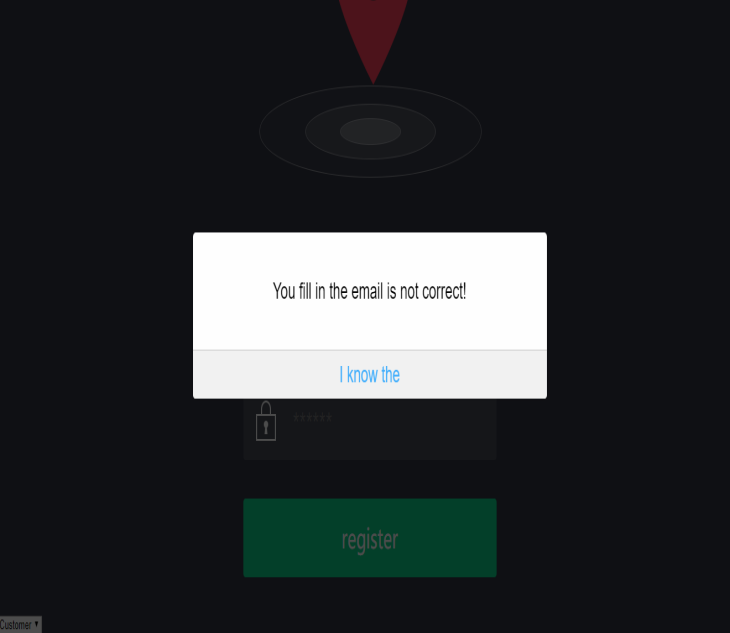 You fill in the email is not correct!
I know the
******
register
Customer